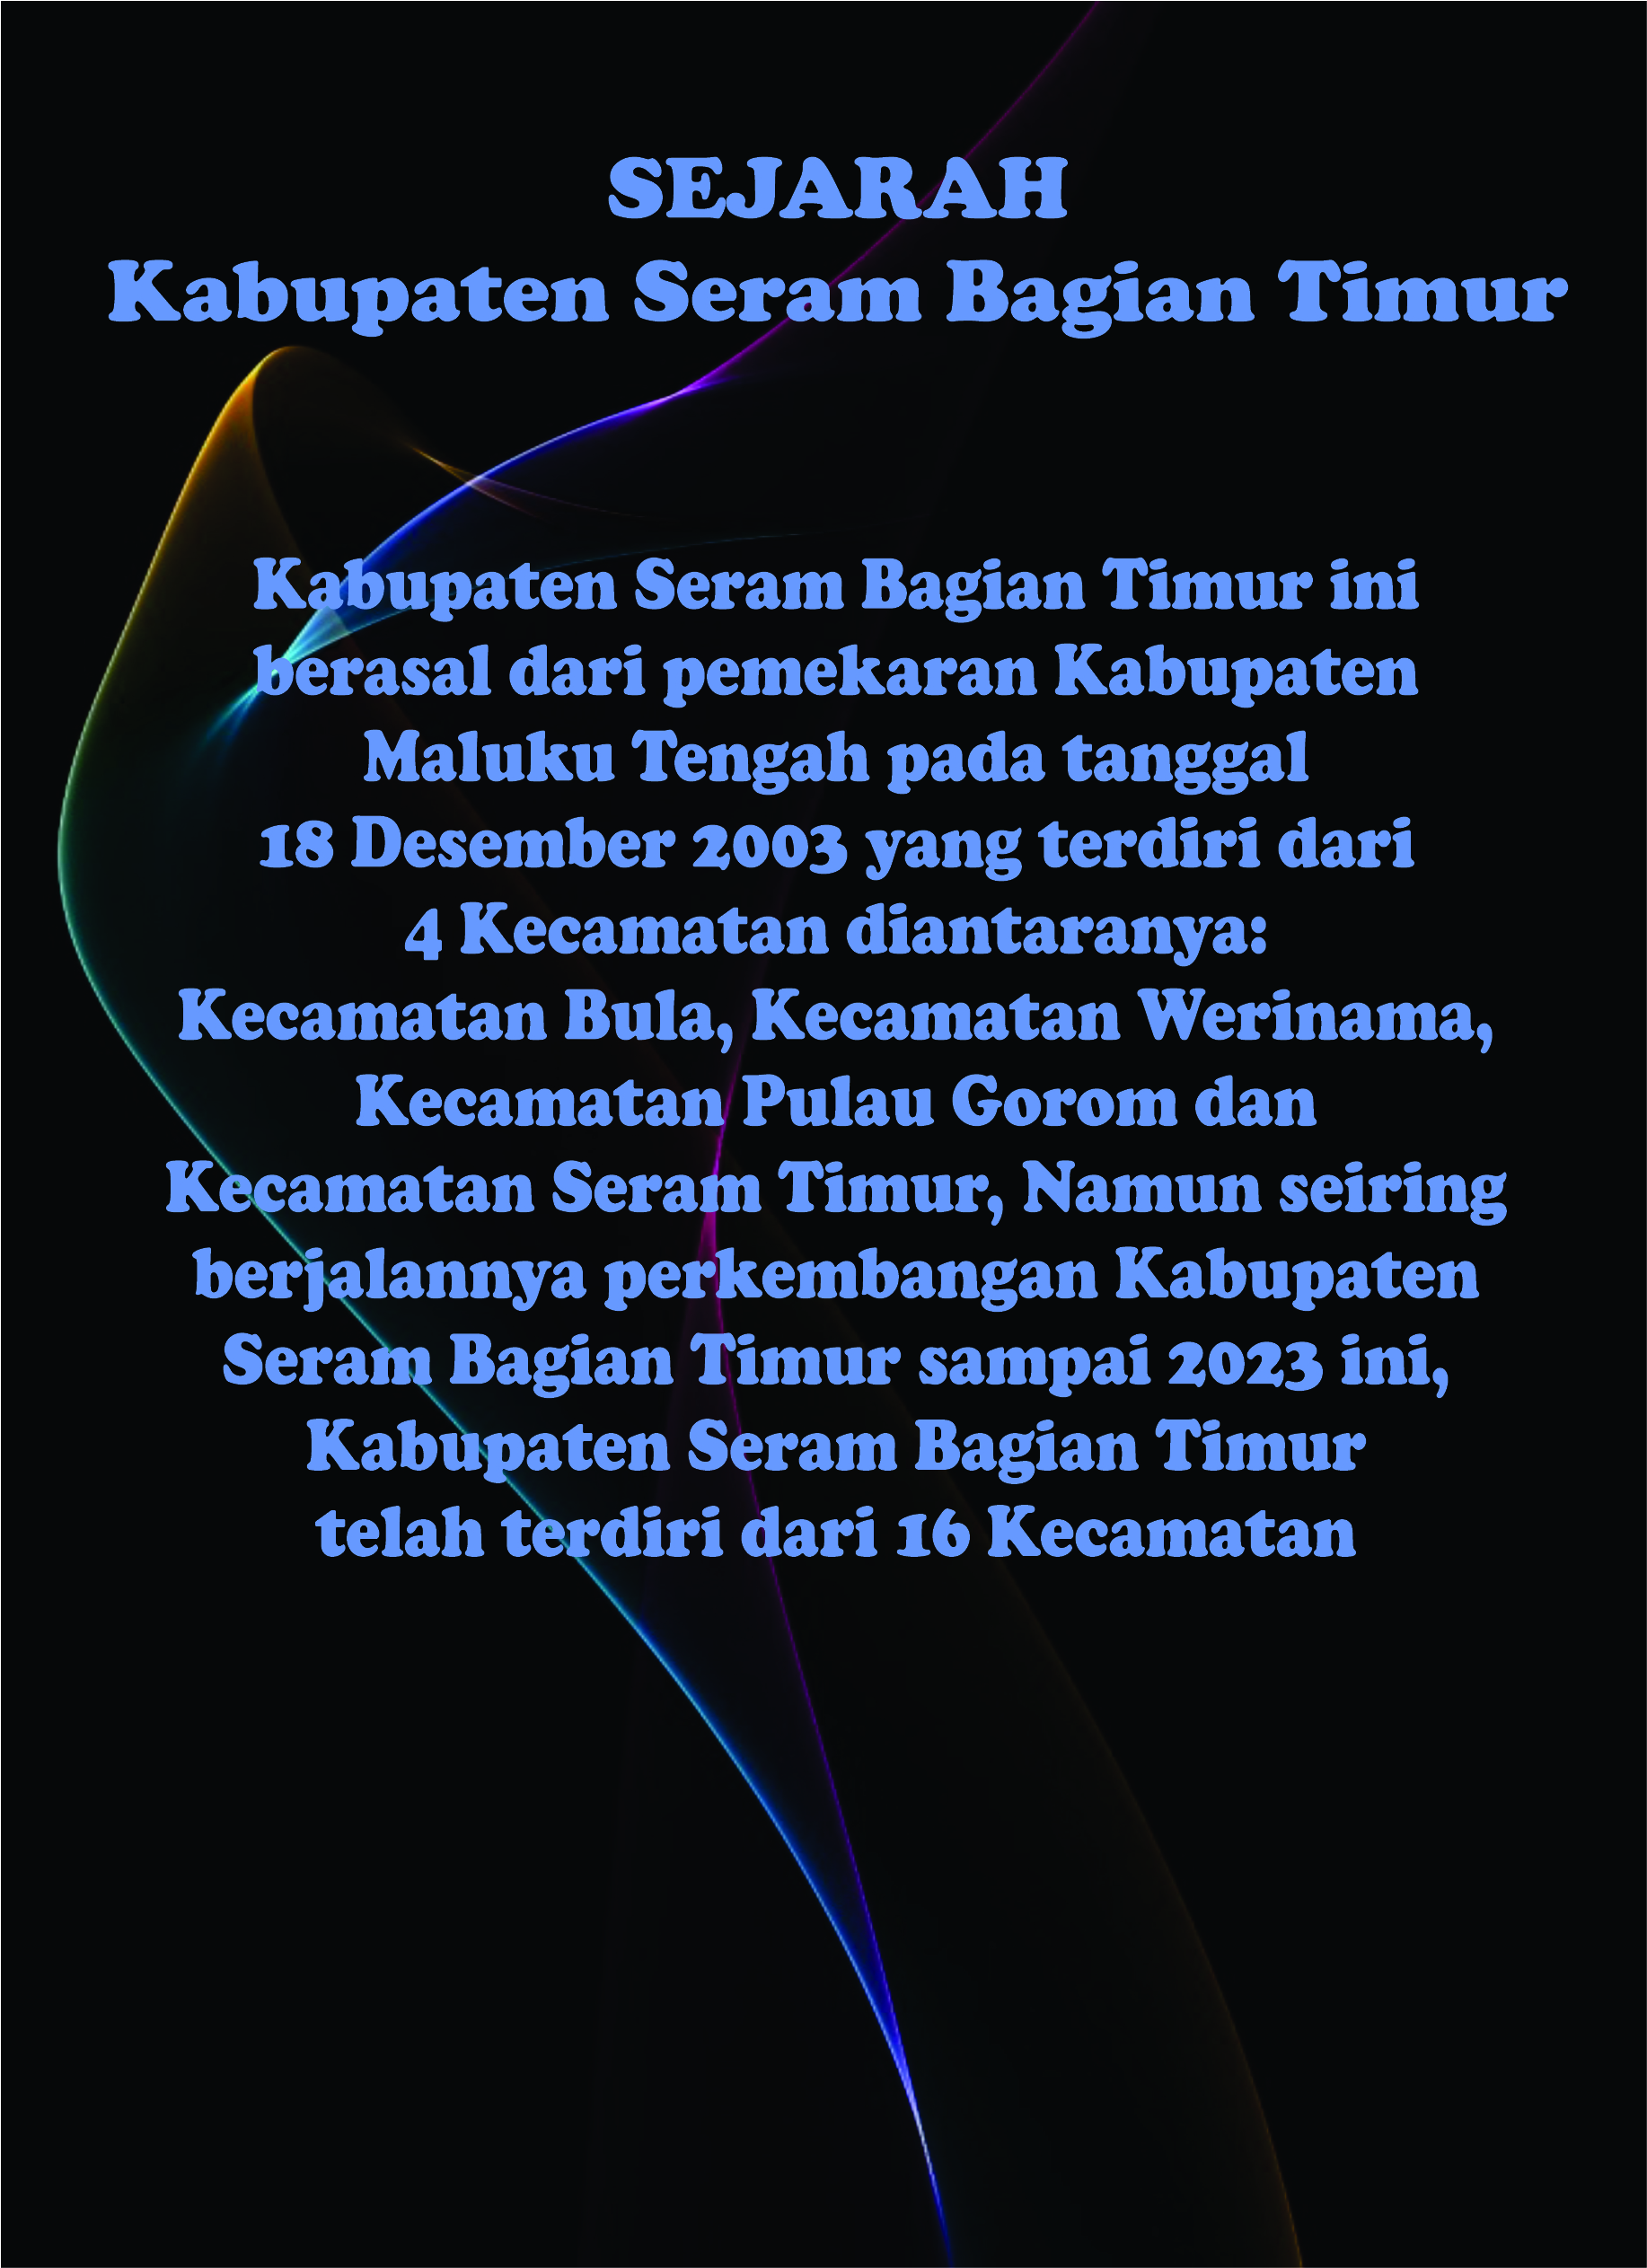 SEJARAH
Kabupaten Seram Bagian Timur
Kabupaten Seram Bagian Timur ini
berasal dari pemekaran Kabupaten
Maluku Tengah pada tanggal
18 Desember 2003 yang terdiri dari
4 Kecamatan diantaranya:
Kecamatan Bula, Kecamatan Werinama,
Kecamatan Pulau Gorom dan
Kecamatan Seram Timur, Namun seiring
berjalannya perkembangan Kabupaten
Seram Bagian Timur sampai 2023 ini,
Kabupaten Seram Bagian Timur
telah terdiri dari 16 Kecamatan